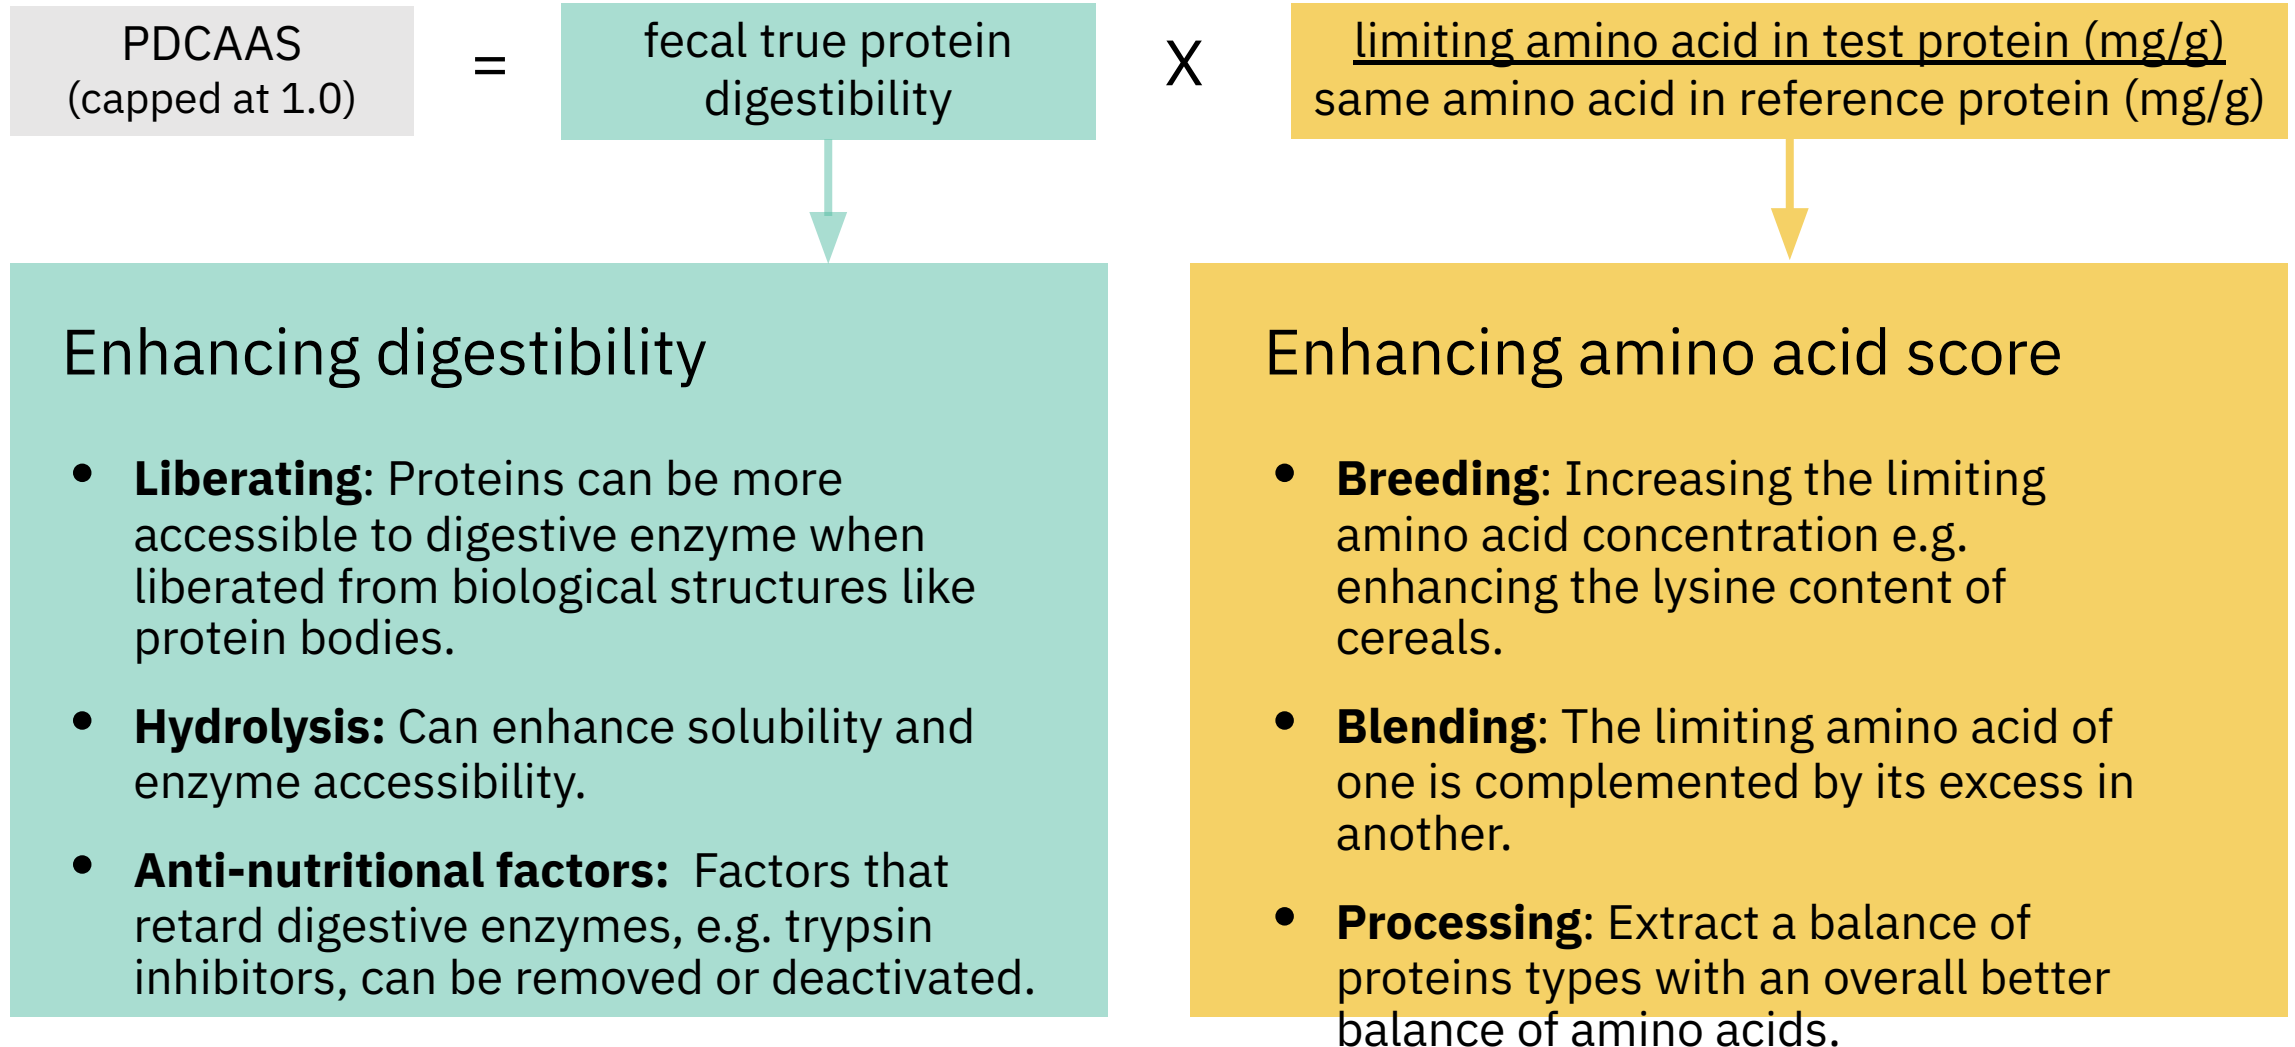 PDCAAS
(capped at 1.0)
=
fecal true protein
digestibility
X
limiting amino acid in test protein (mg/g)
same amino acid in reference protein (mg/g)
Enhancing digestibility
• Liberating: Proteins can be more
accessible to digestive enzyme when
liberated from biological structures like
protein bodies.
• Hydrolysis: Can enhance solubility and
enzyme accessibility.
• Anti-nutritional factors: Factors that
retard digestive enzymes, e.g. trypsin
inhibitors, can be removed or deactivated.
Enhancing amino acid score
• Breeding: Increasing the limiting
amino acid concentration e.g.
enhancing the lysine content of
cereals.
• Blending: The limiting amino acid of
one is complemented by its excess in
another.
• Processing: Extract a balance of
proteins types with an overall better
balance of amino acids.